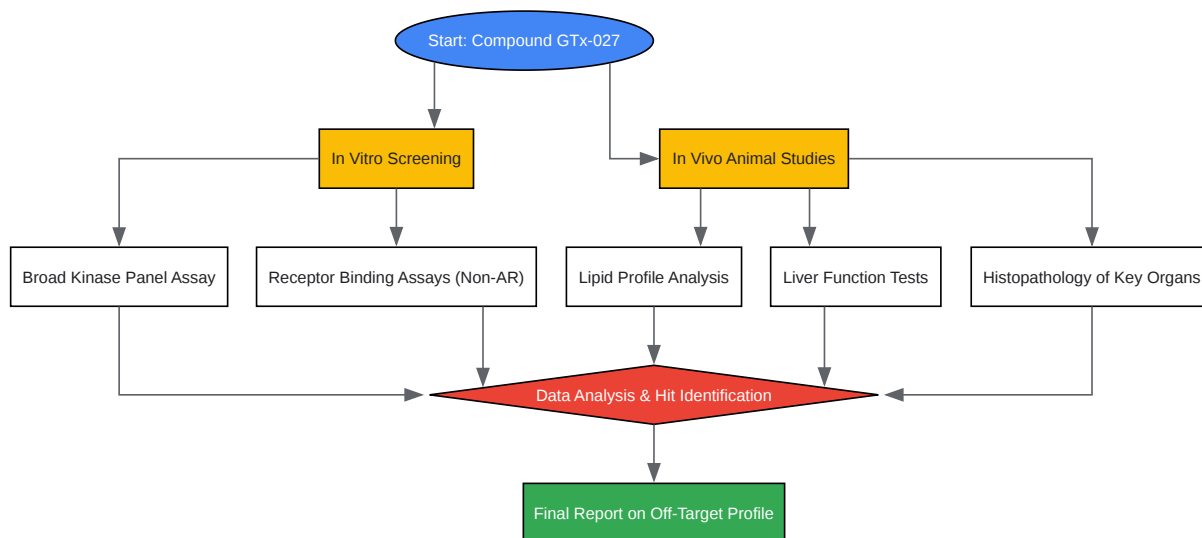 Start: Compound GTx-027
In Vitro Screening
In Vivo Animal Studies
Broad Kinase Panel Assay
Receptor Binding Assays (Non-AR)
Lipid Profile Analysis
Liver Function Tests
Histopathology of Key Organs
Data Analysis & Hit Identification
Final Report on Off-Target Profile